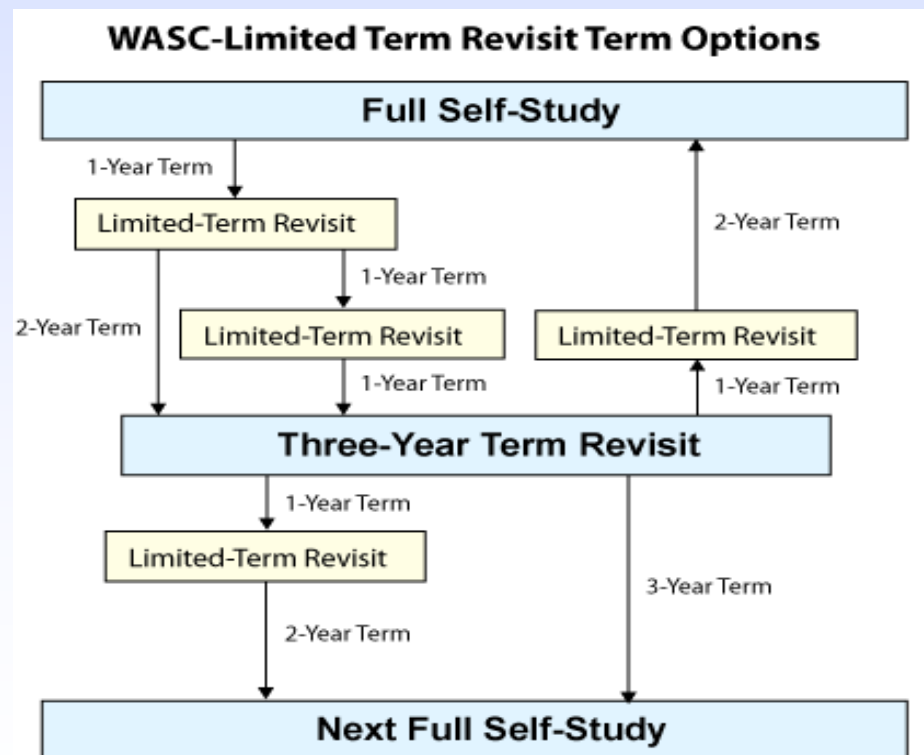 WASC-Limited Term Revisit Term Options
Full Self-Study
1-Year Term
Limited-Term Revisit
2-Year Term
1-Year Term
2-Year Term
Limited-Term Revisit
Limited-Term Revisit
1-Year Term
1-Year Term
Three-Year Term Revisit
1-Year Term
Limited-Term Revisit
3-Year Term
2-Year Term
Next Full Self-Study